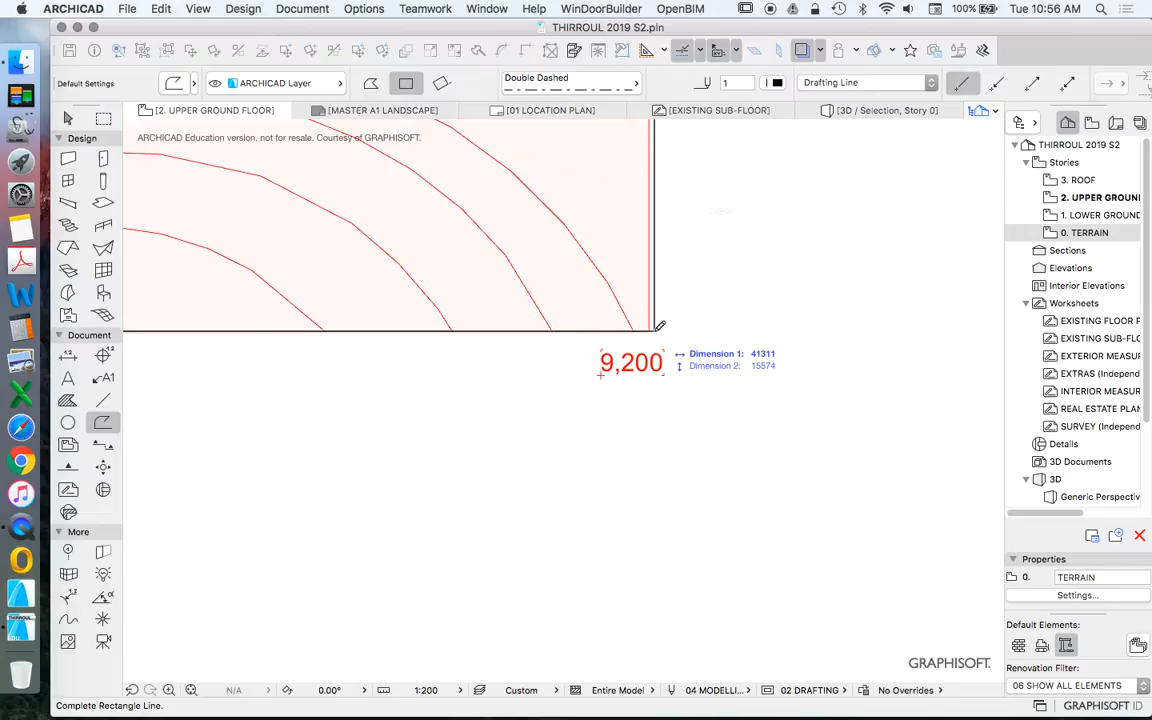 ARCHICAD File Edit View Design Document Options Teamwork Window Help WinDoorBuilder OpenBIM 100% Tue 10:56 AM
THIRROUL 2019 S2.pln
Default Settings
ARCHICAD Layer
Double Dashed
1
Drafting Line
[2. UPPER GROUND FLOOR]
[MASTER A1 LANDSCAPE]
[01 LOCATION PLAN]
[EXISTING SUB-FLOOR]
[3D / Selection, Story 0]
Design
Document
A1
More
ARCHICAD Education version, not for resale. Courtesy of GRAPHISOFT.
9,200
Dimension 1: 41311
Dimension 2: 15574
GRAPHISOFT.
THIRROUL 2019 S2
Stories
3. ROOF
2. UPPER GROUN
1. LOWER GROUND
0. TERRAIN
Sections
Elevations
Interior Elevations
Worksheets
EXISTING FLOOR P
EXISTING SUB-FL
EXTERIOR MEASUR
EXTRAS (Indepen
INTERIOR MEASUR
REAL ESTATE PLAN
SURVEY (Indepen
Details
3D Documents
3D
Generic Perspectiv
Properties
0. TERRAIN
Settings...
Default Elements:
Renovation Filter:
06 SHOW ALL ELEMENTS
N/A 0.00° 1:200 Custom Entire Model 04 MODELLI... 02 DRAFTING No Overrides
Complete Rectangle Line.
GRAPHISOFT ID